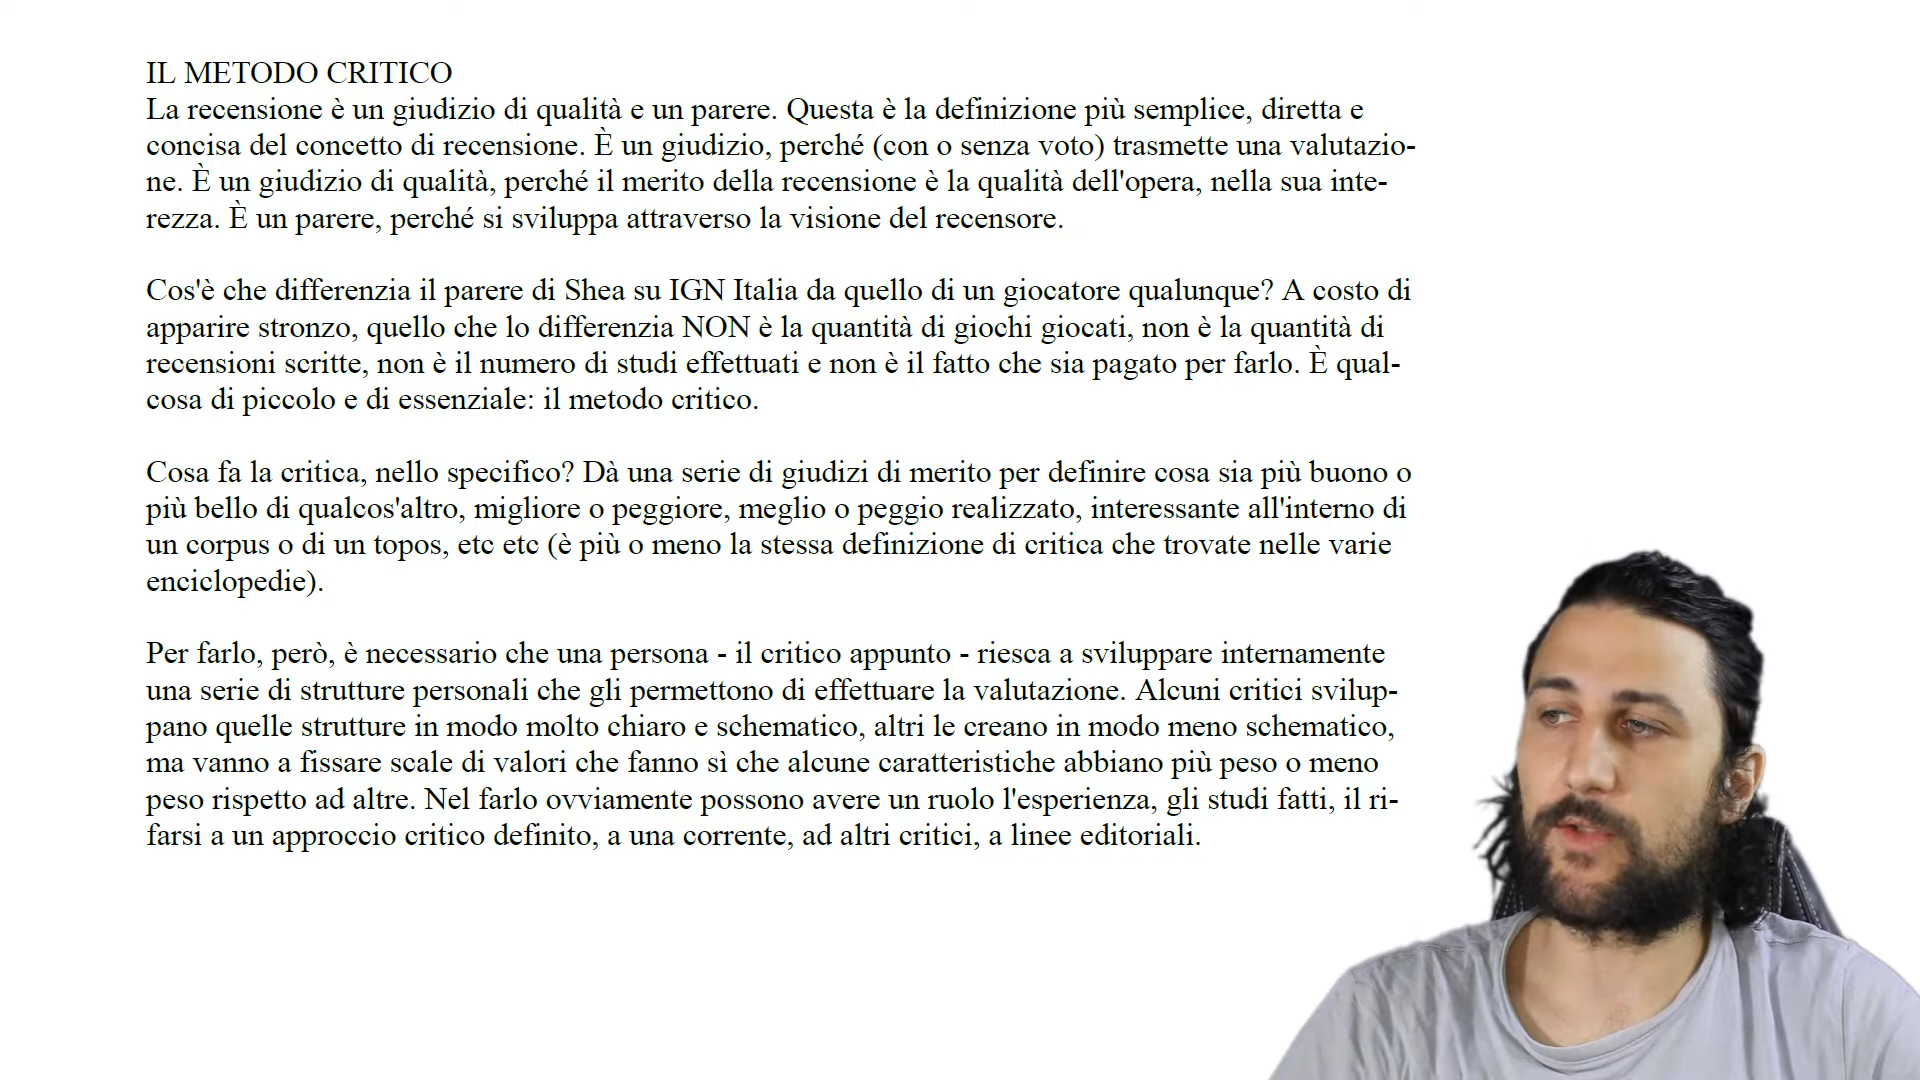 IL METODO CRITICO
La recensione è un giudizio di qualità e un parere. Questa è la definizione più semplice, diretta e
concisa del concetto di recensione. È un giudizio, perché (con o senza voto) trasmette una valutazio-
ne. È un giudizio di qualità, perché il merito della recensione è la qualità dell'opera, nella sua inte-
rezza. È un parere, perché si sviluppa attraverso la visione del recensore.
Cos'è che differenzia il parere di Shea su IGN Italia da quello di un giocatore qualunque? A costo di
apparire stronzo, quello che lo differenzia NON è la quantità di giochi giocati, non è la quantità di
recensioni scritte, non è il numero di studi effettuati e non è il fatto che sia pagato per farlo. È qual-
cosa di piccolo e di essenziale: il metodo critico.
Cosa fa la critica, nello specifico? Dà una serie di giudizi di merito per definire cosa sia più buono o
più bello di qualcos'altro, migliore o peggiore, meglio o peggio realizzato, interessante all'interno di
un corpus o di un topos, etc etc (è più o meno la stessa definizione di critica che trovate nelle varie
enciclopedie).
Per farlo, però, è necessario che una persona - il critico appunto - riesca a sviluppare internamente
una serie di strutture personali che gli permettono di effettuare la valutazione. Alcuni critici svilup-
pano quelle strutture in modo molto chiaro e schematico, altri le creano in modo meno schematico,
ma vanno a fissare scale di valori che fanno sì che alcune caratteristiche abbiano più peso o meno
peso rispetto ad altre. Nel farlo ovviamente possono avere un ruolo l'esperienza, gli studi fatti, il ri-
farsi a un approccio critico definito, a una corrente, ad altri critici, a linee editoriali.